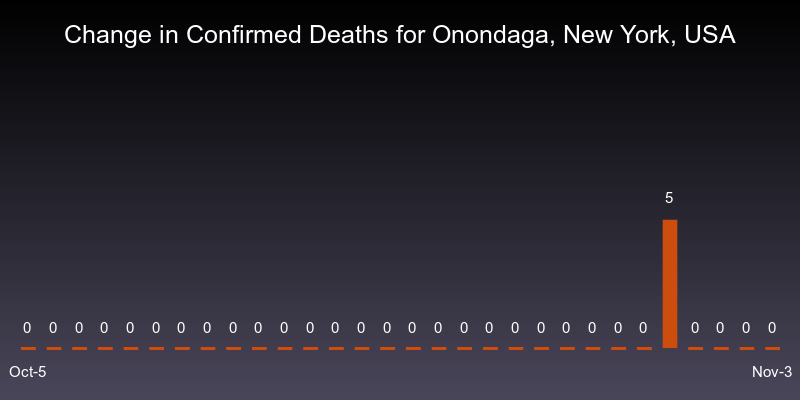 Change in Confirmed Deaths for Onondaga, New York, USA
5
0 0 0 0 0 0 0 0 0 0 0 0 0 0 0 0 0 0 0 0 0 0 0 0 0 0 0 0 0
Oct-5 Nov-3